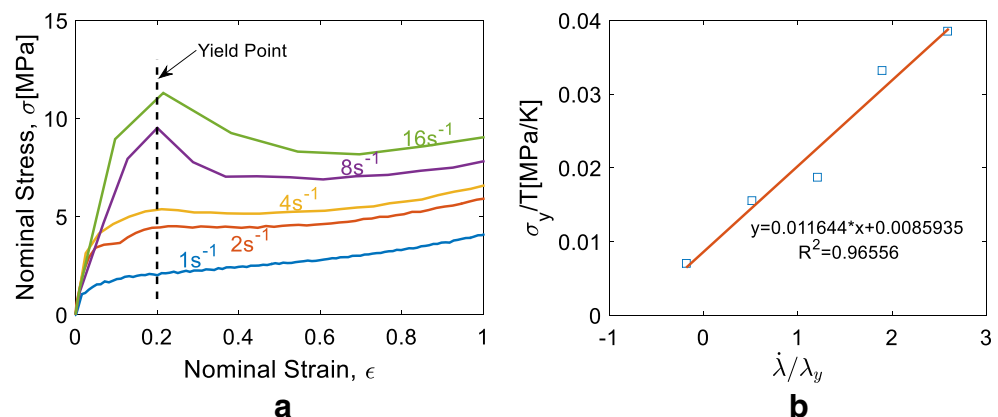 15
10
5
0
0
0.2
0.4
0.6
0.8
1
Nominal Stress, σ[MPa]
Nominal Strain, ϵ
Yield Point
16s⁻¹
8s⁻¹
4s⁻¹
2s⁻¹
1s⁻¹
a
0.04
0.03
0.02
0.01
0
-1
0
1
2
3
σ_y/T[MPa/K]
y=0.011644*x+0.0085935
R²=0.96556
λ̇/λ_y
b